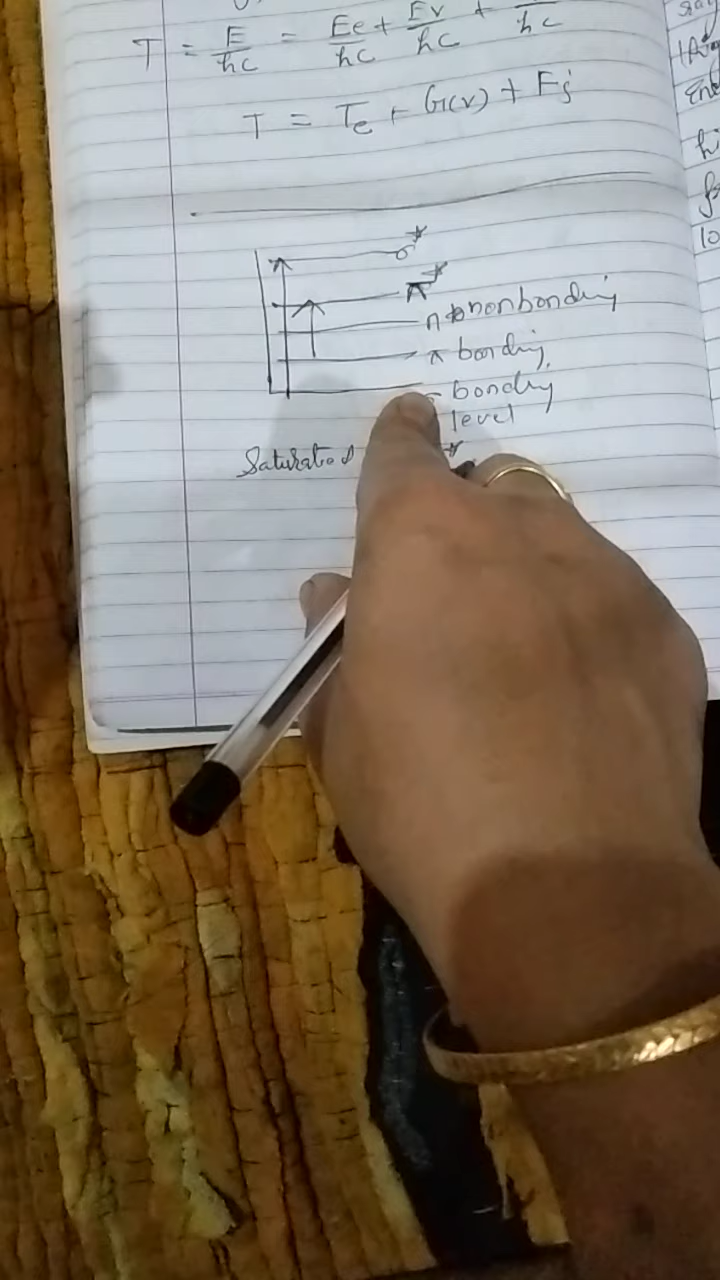 T = E/hc = Ee/hc + Ev/hc +
T = Te + G(v) + Fj
σ*
π*
n nonbonding
π bonding
bonding
level
Saturated